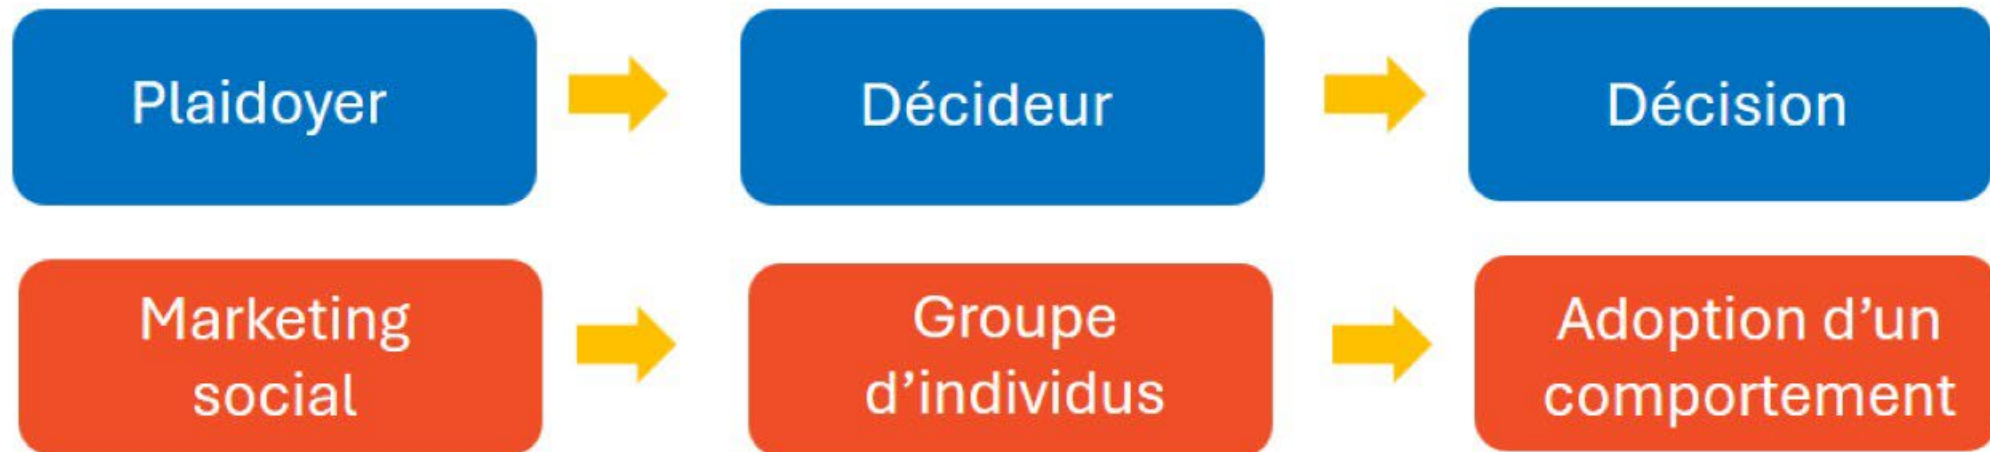 Plaidoyer
Décideur
Décision
Marketing
social
Groupe
d’individus
Adoption d’un
comportement